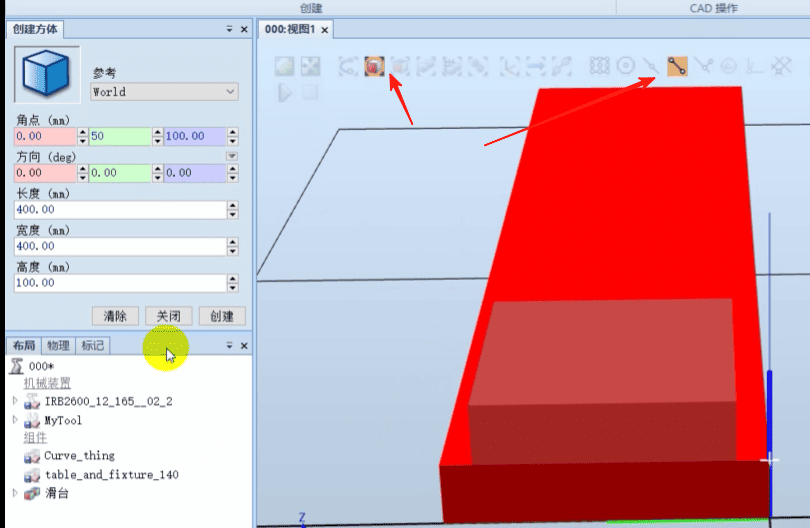 创建 CAD 操作
创建方体
000:视图1
参考
World
角点 (mm)
0.00 50 100.00
方向 (deg)
0.00 0.00 0.00
长度 (mm)
400.00
宽度 (mm)
400.00
高度 (mm)
100.00
清除 关闭 创建
布局 物理 标记
000*
机械装置
IRB2600_12_165__02_2
MyTool
组件
Curve_thing
table_and_fixture_140
滑台
Z